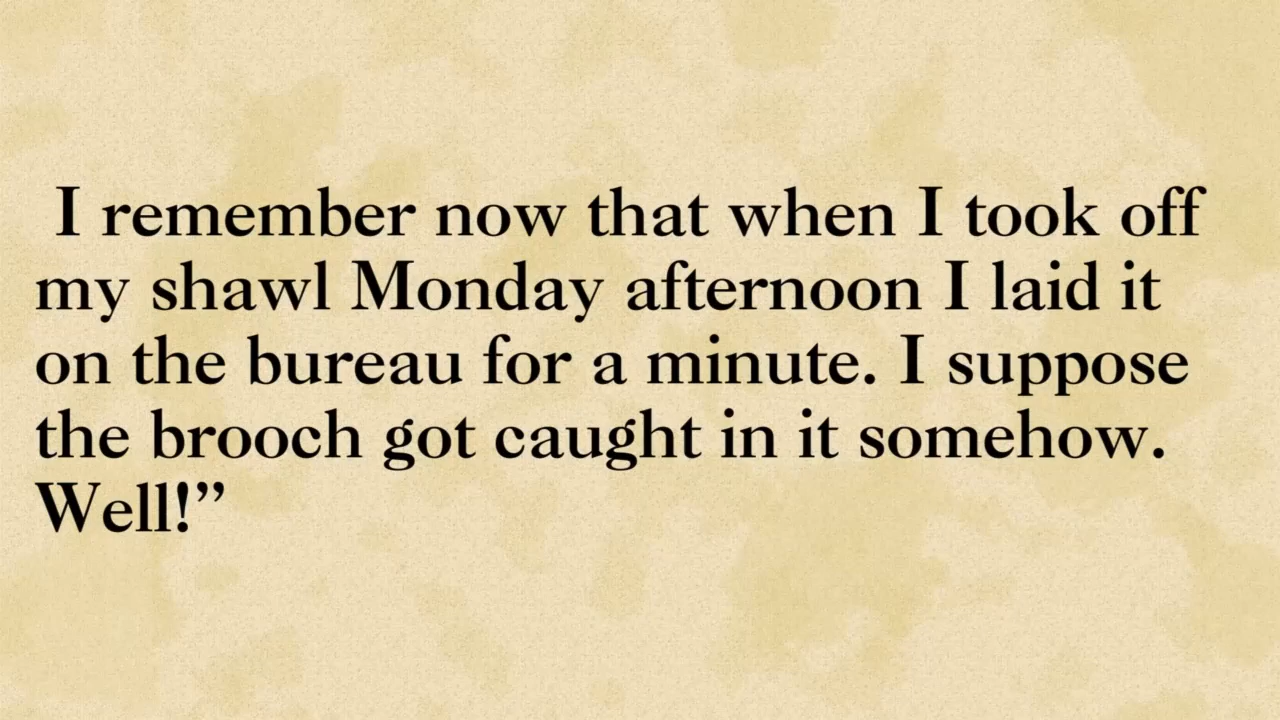 I remember now that when I took off
my shawl Monday afternoon I laid it
on the bureau for a minute. I suppose
the brooch got caught in it somehow.
Well!”